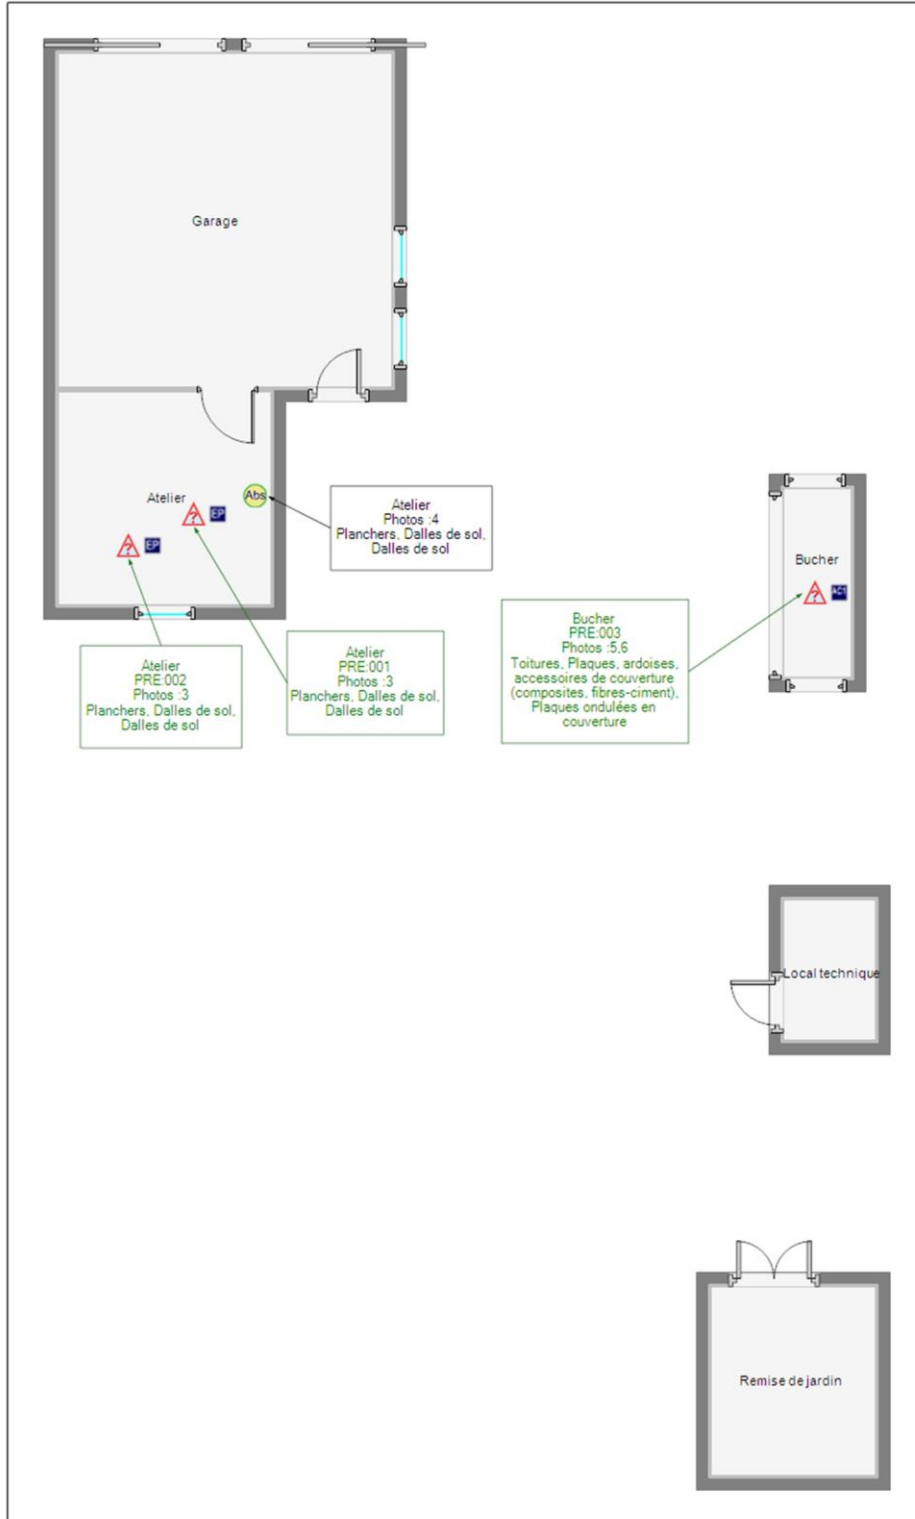 Garage
Atelier
Abs
?
EP
?
EP
Atelier
Photos :4
Planchers, Dalles de sol,
Dalles de sol
Bucher
?
AC1
Bucher
PRE:003
Photos :5,6
Toitures, Plaques, ardoises,
accessoires de couverture
(composites, fibres-ciment),
Plaques ondulées en
couverture
Atelier
PRE:002
Photos :3
Planchers, Dalles de sol,
Dalles de sol
Atelier
PRE:001
Photos :3
Planchers, Dalles de sol,
Dalles de sol
Local technique
Remise de jardin